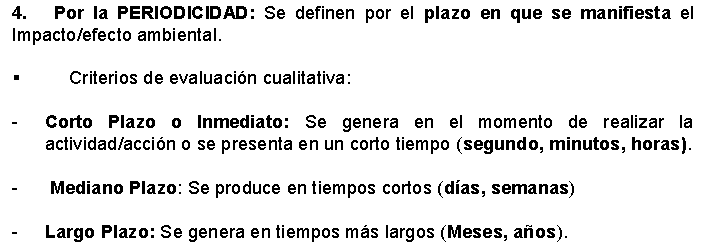 4. Por la PERIODICIDAD: Se definen por el plazo en que se manifiesta el
Impacto/efecto ambiental.
▪ Criterios de evaluación cualitativa:
- Corto Plazo o Inmediato: Se genera en el momento de realizar la
actividad/acción o se presenta en un corto tiempo (segundo, minutos, horas).
- Mediano Plazo: Se produce en tiempos cortos (días, semanas)
- Largo Plazo: Se genera en tiempos más largos (Meses, años).